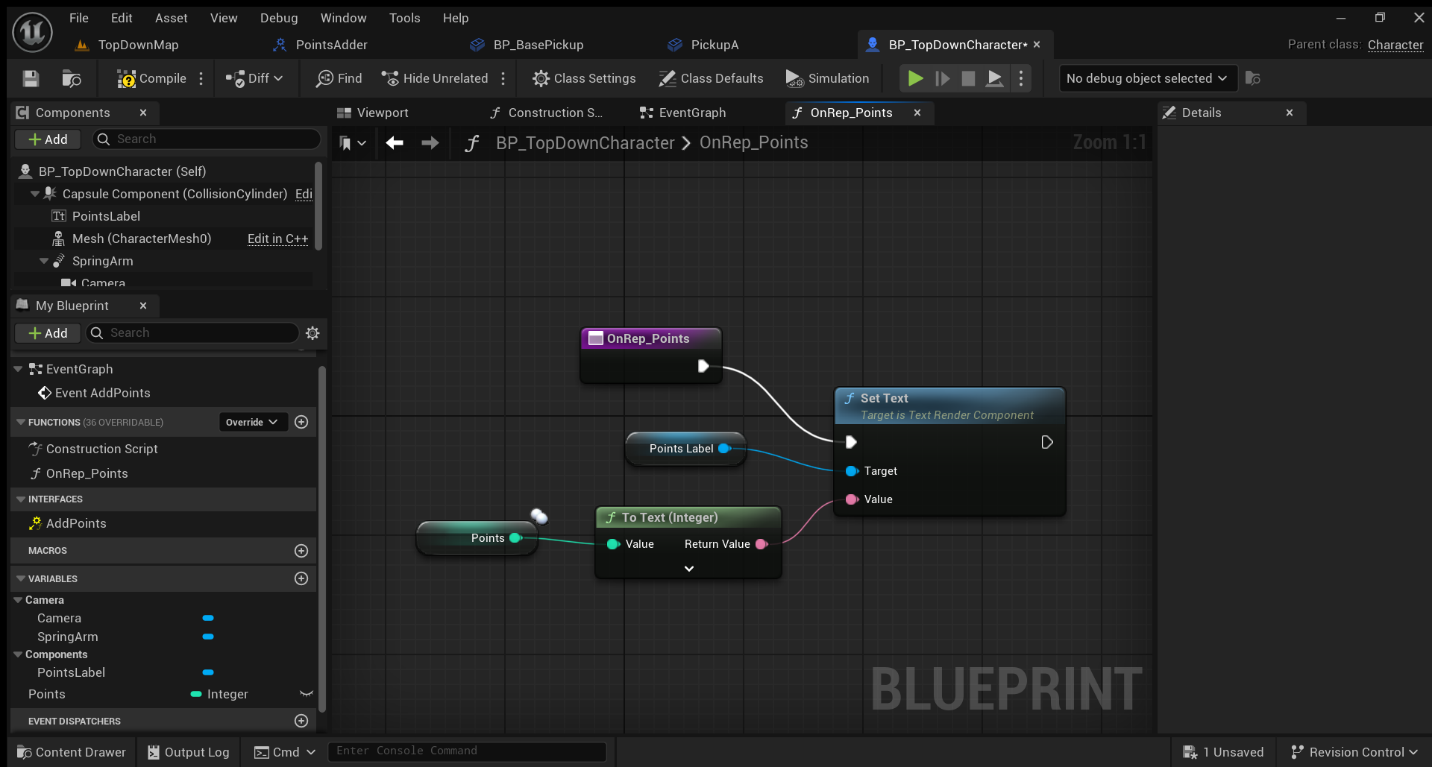 File Edit Asset View Debug Window Tools Help
TopDownMap PointsAdder BP_BasePickup PickupA BP_TopDownCharacter•
Parent class: Character
Compile Diff Find Hide Unrelated Class Settings Class Defaults Simulation No debug object selected
Components
Add Search
BP_TopDownCharacter (Self)
Capsule Component (CollisionCylinder) Edi
PointsLabel
Mesh (CharacterMesh0) Edit in C++
SpringArm
Camera
My Blueprint
Add Search
EventGraph
Event AddPoints
FUNCTIONS (36 OVERRIDABLE) Override
Construction Script
OnRep_Points
INTERFACES
AddPoints
MACROS
VARIABLES
Camera
Camera
SpringArm
Components
PointsLabel
Points Integer
EVENT DISPATCHERS
Viewport Construction S... EventGraph OnRep_Points
BP_TopDownCharacter > OnRep_Points Zoom 1:1
OnRep_Points
Set Text
Target is Text Render Component
Points Label
Target
Value
To Text (Integer)
Points
Value Return Value
BLUEPRINT
Details
Content Drawer Output Log Cmd Enter Console Command 1 Unsaved Revision Control